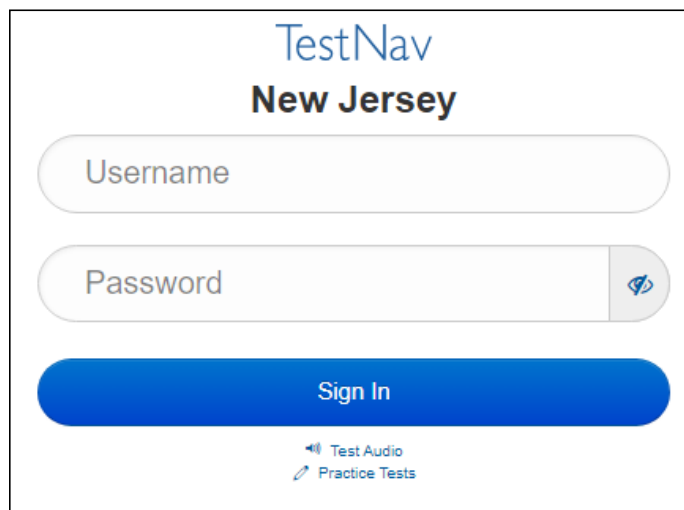 TestNav
New Jersey
Username
Password
Sign In
Test Audio
Practice Tests